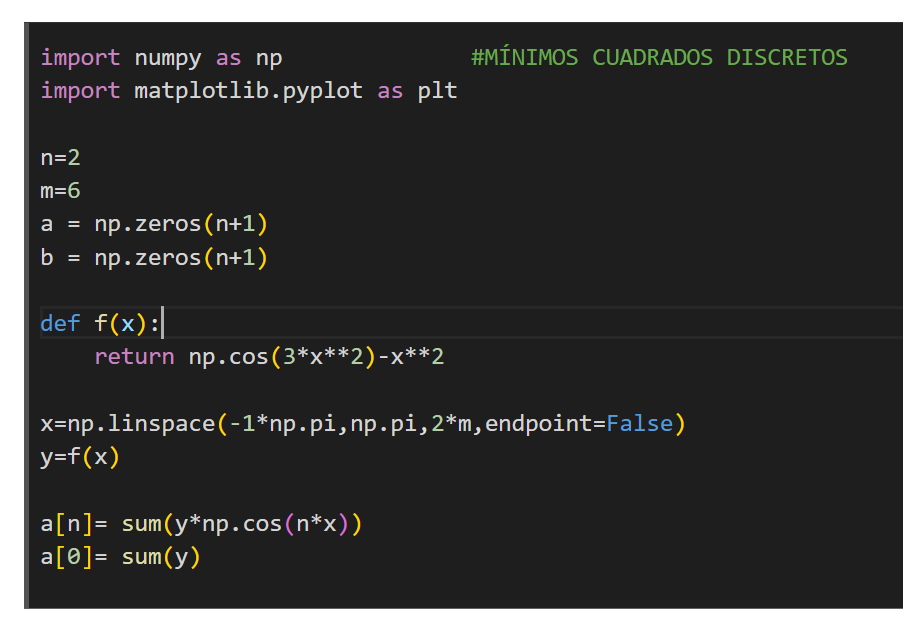 import numpy as np #MÍNIMOS CUADRADOS DISCRETOS
import matplotlib.pyplot as plt
n=2
m=6
a = np.zeros(n+1)
b = np.zeros(n+1)
def f(x):
    return np.cos(3*x**2)-x**2
x=np.linspace(-1*np.pi,np.pi,2*m,endpoint=False)
y=f(x)
a[n]= sum(y*np.cos(n*x))
a[0]= sum(y)